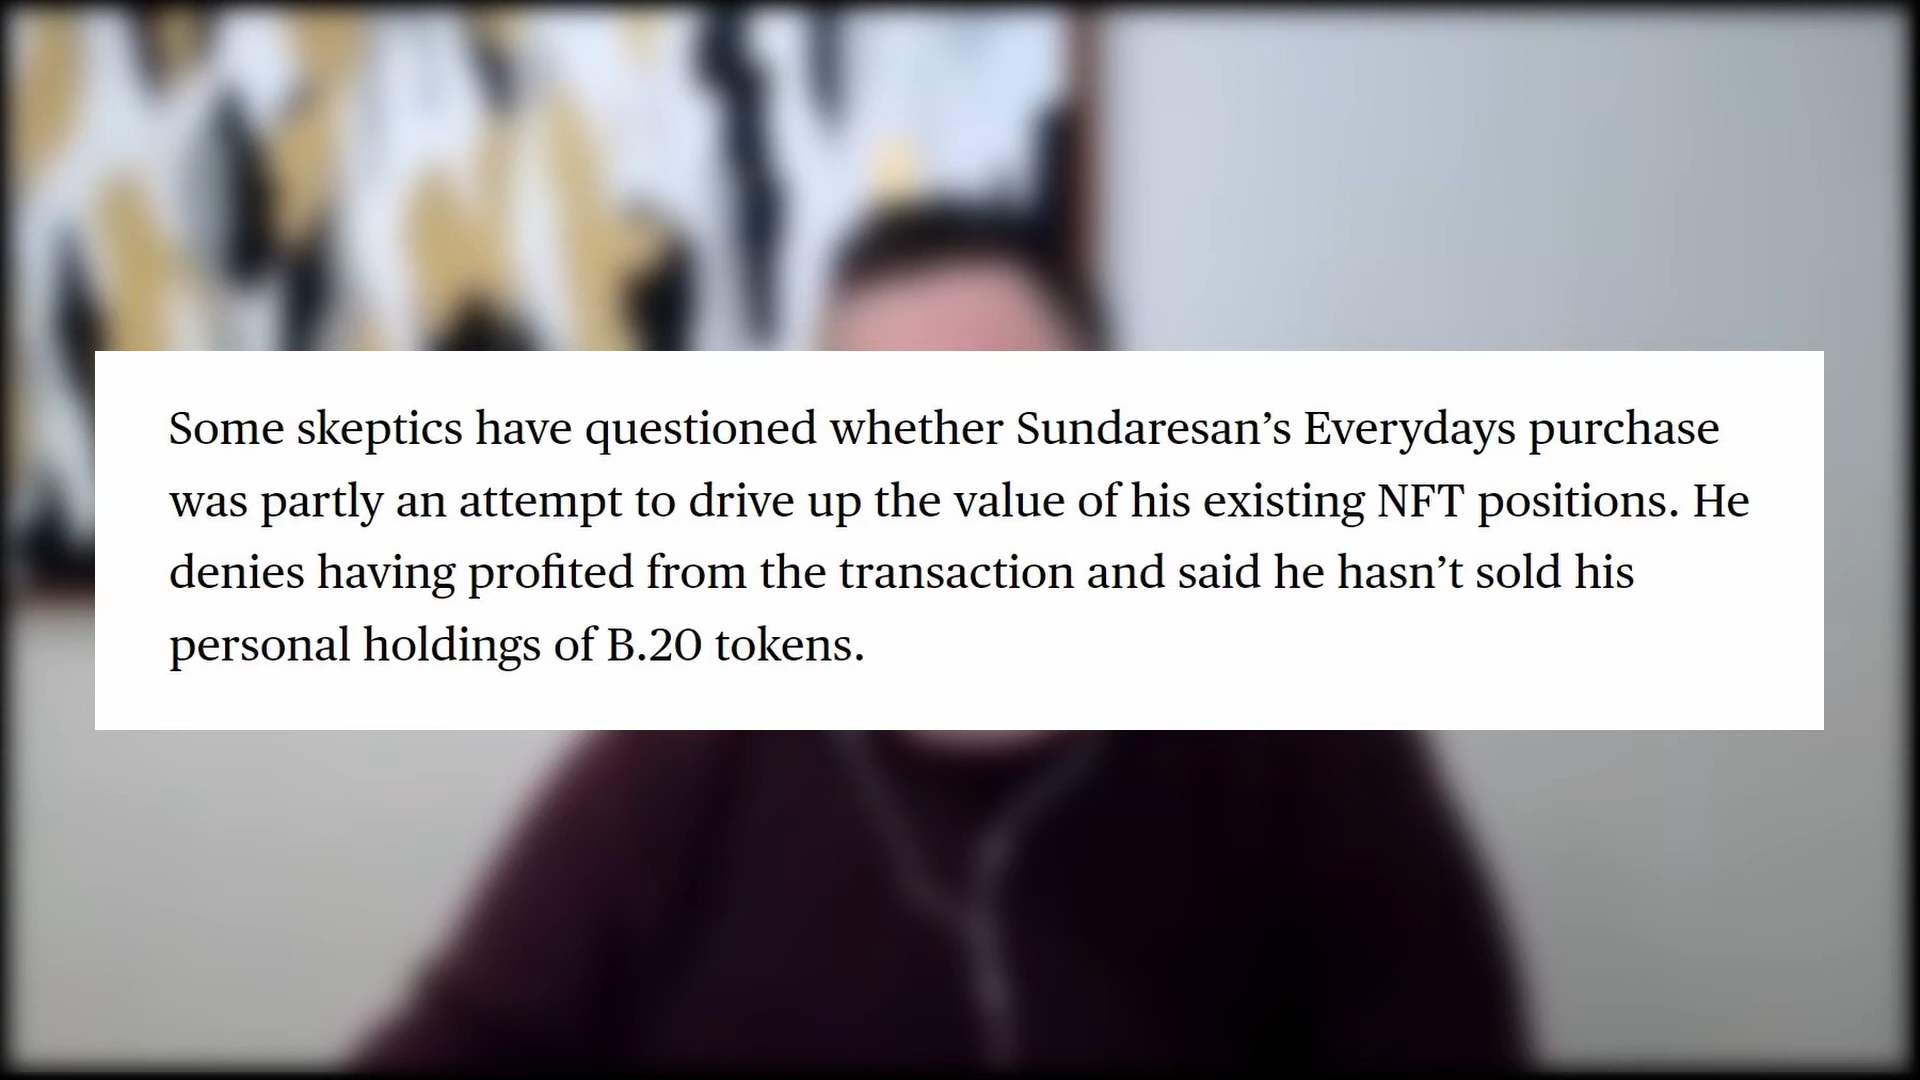 Some skeptics have questioned whether Sundaresan’s Everydays purchase
was partly an attempt to drive up the value of his existing NFT positions. He
denies having profited from the transaction and said he hasn’t sold his
personal holdings of B.20 tokens.